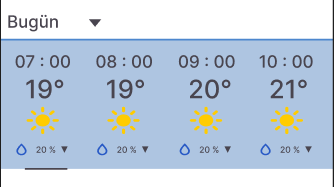 Bugün ▼
07 : 00 08 : 00 09 : 00 10 : 00
19° 19° 20° 21°
20 % ▼ 20 % ▼ 20 % ▼ 20 % ▼